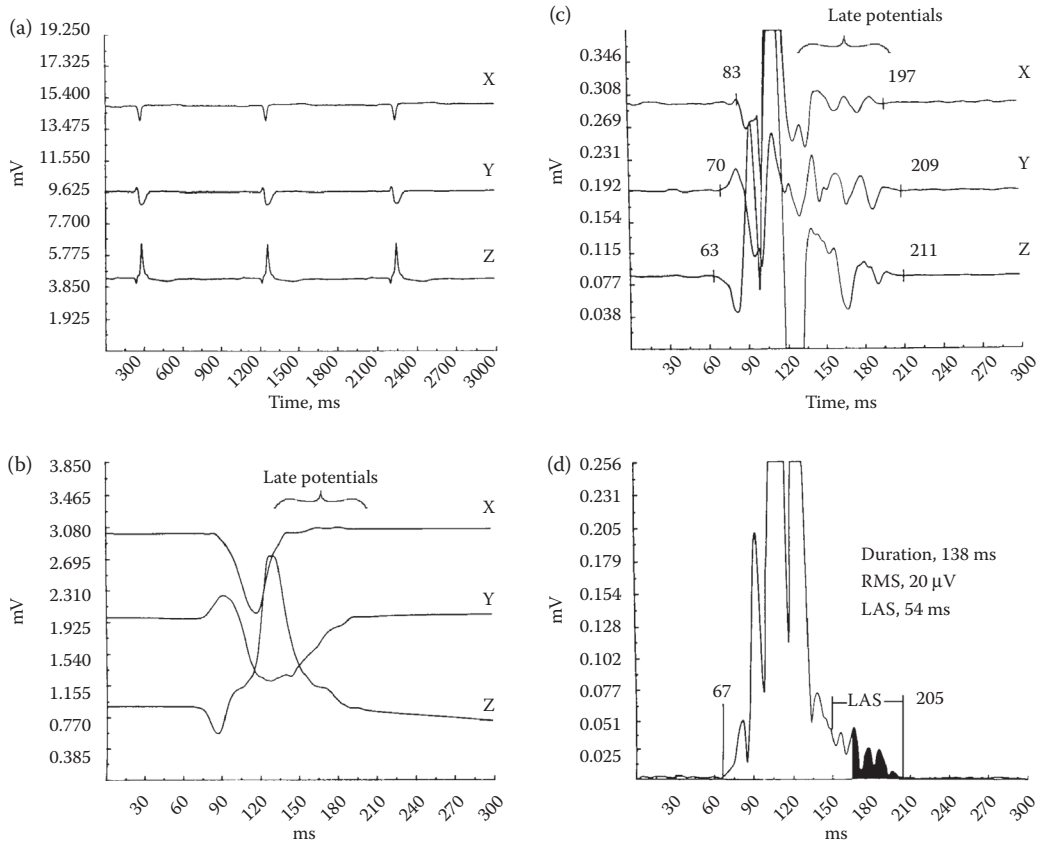 (a)
19.250
17.325
15.400
13.475
11.550
9.625
7.700
5.775
3.850
1.925
mV
X
Y
Z
300 600 900 1200 1500 1800 2100 2400 2700 3000
Time, ms
(c)
Late potentials
0.346
0.308
0.269
0.231
0.192
0.154
0.115
0.077
0.038
mV
83 197 X
70 209 Y
63 211 Z
30 60 90 120 150 180 210 240 270 300
Time, ms
(b)
3.850
3.465
3.080
2.695
2.310
1.925
1.540
1.155
0.770
0.385
mV
Late potentials
X
Y
Z
30 60 90 120 150 180 210 240 270 300
ms
(d)
0.256
0.231
0.205
0.179
0.154
0.128
0.102
0.077
0.051
0.025
mV
Duration, 138 ms
RMS, 20 µV
LAS, 54 ms
67 LAS 205
30 60 90 120 150 180 210 240 270 300
ms